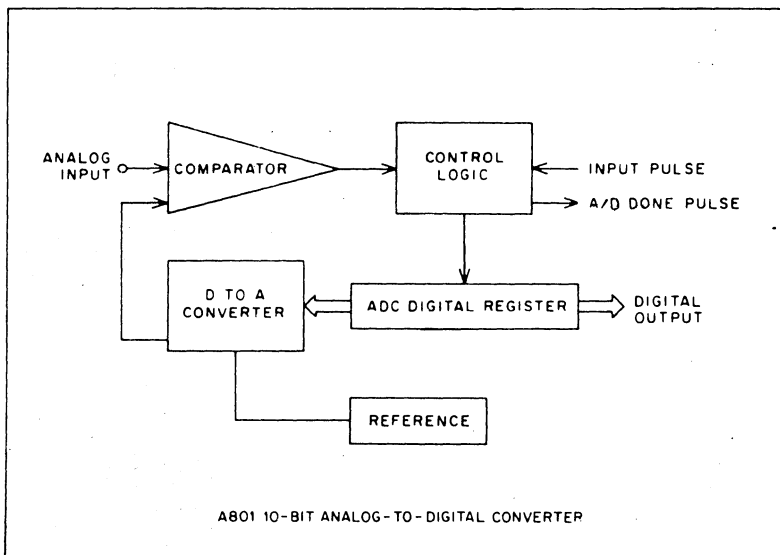 ANALOG
INPUT
COMPARATOR
CONTROL
LOGIC
INPUT PULSE
A/D DONE PULSE
D TO A
CONVERTER
ADC DIGITAL REGISTER
DIGITAL
OUTPUT
REFERENCE
A801 10-BIT ANALOG-TO-DIGITAL CONVERTER